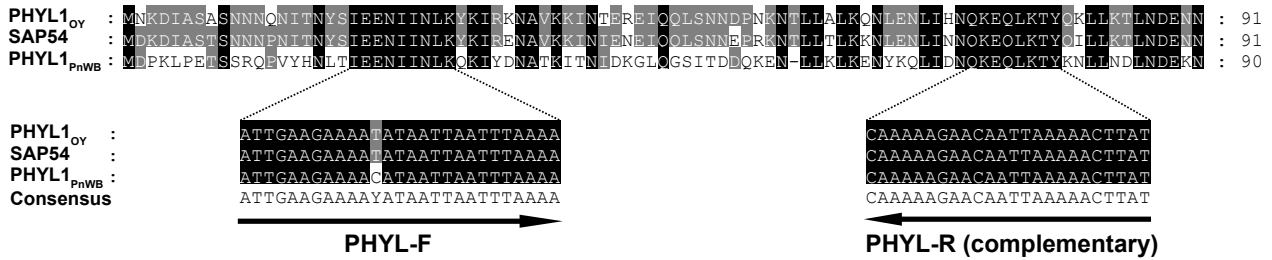 PHYL1OY : MNKDIASASNNNQNITNYSIEENIINLKYKIRKNAVKKINTEREIQQLSNNDPNKNTLLALKQNLENLIHNQKEQLKTYQKLLKTLNDENN : 91
SAP54 : MDKDIASTSNNNPNITNYSIEENIINLKYKIRENAVKKINIENEIQQLSNNEPRKNTLLTLKKNLENLINNQKEQLKTYQILLKTLNDENN : 91
PHYL1PnWB : MDPKLPETSSRQPVYHNLTIEENIINLKQKIYDNATKITNIDKGLQGSITDDQKEN-LLKLKENYKQLIDNQKEQLKTYKNLLNDLNDEKN : 90
PHYL1OY : ATTGAAGAAAATATAATTAATTTAAAA CAAAAAGAACAATTAAAAACTTAT
SAP54 : ATTGAAGAAAATATAATTAATTTAAAA CAAAAAGAACAATTAAAAACTTAT
PHYL1PnWB : ATTGAAGAAAACATAATTAATTTAAAA CAAAAAGAACAATTAAAAACTTAT
Consensus ATTGAAGAAAAYATAATTAATTTAAAA CAAAAAGAACAATTAAAAACTTAT
PHYL-F PHYL-R (complementary)